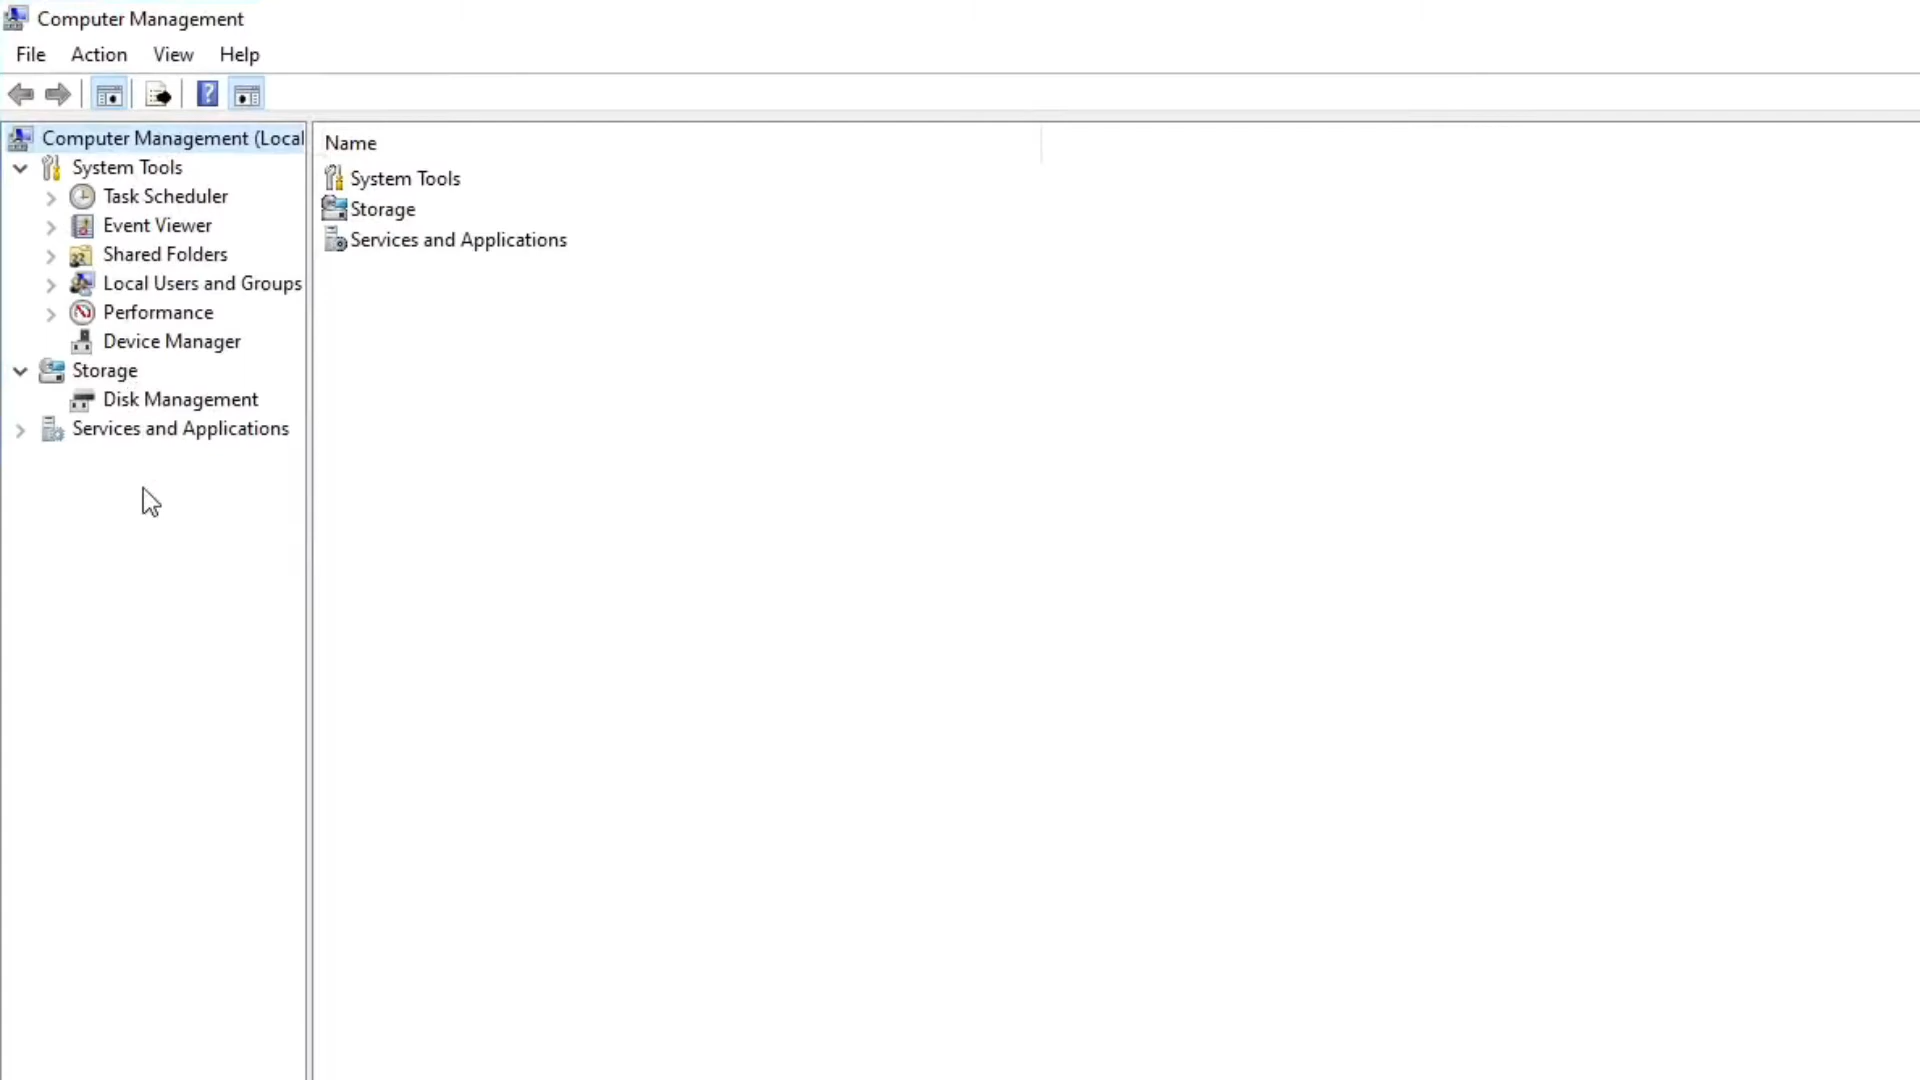 Computer Management
File Action View Help
Computer Management (Local
System Tools
Task Scheduler
Event Viewer
Shared Folders
Local Users and Groups
Performance
Device Manager
Storage
Disk Management
Services and Applications
Name
System Tools
Storage
Services and Applications